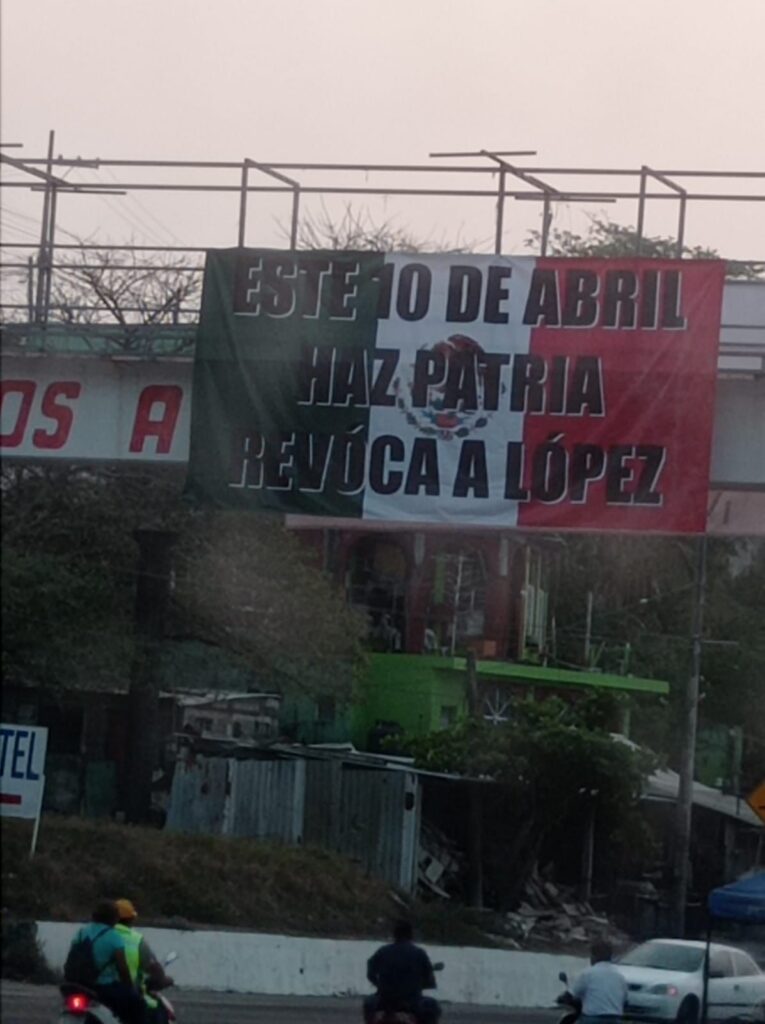 ESTE 10 DE ABRIL
HAZ PATRIA
REVÓCA A LÓPEZ
OS A
TEL